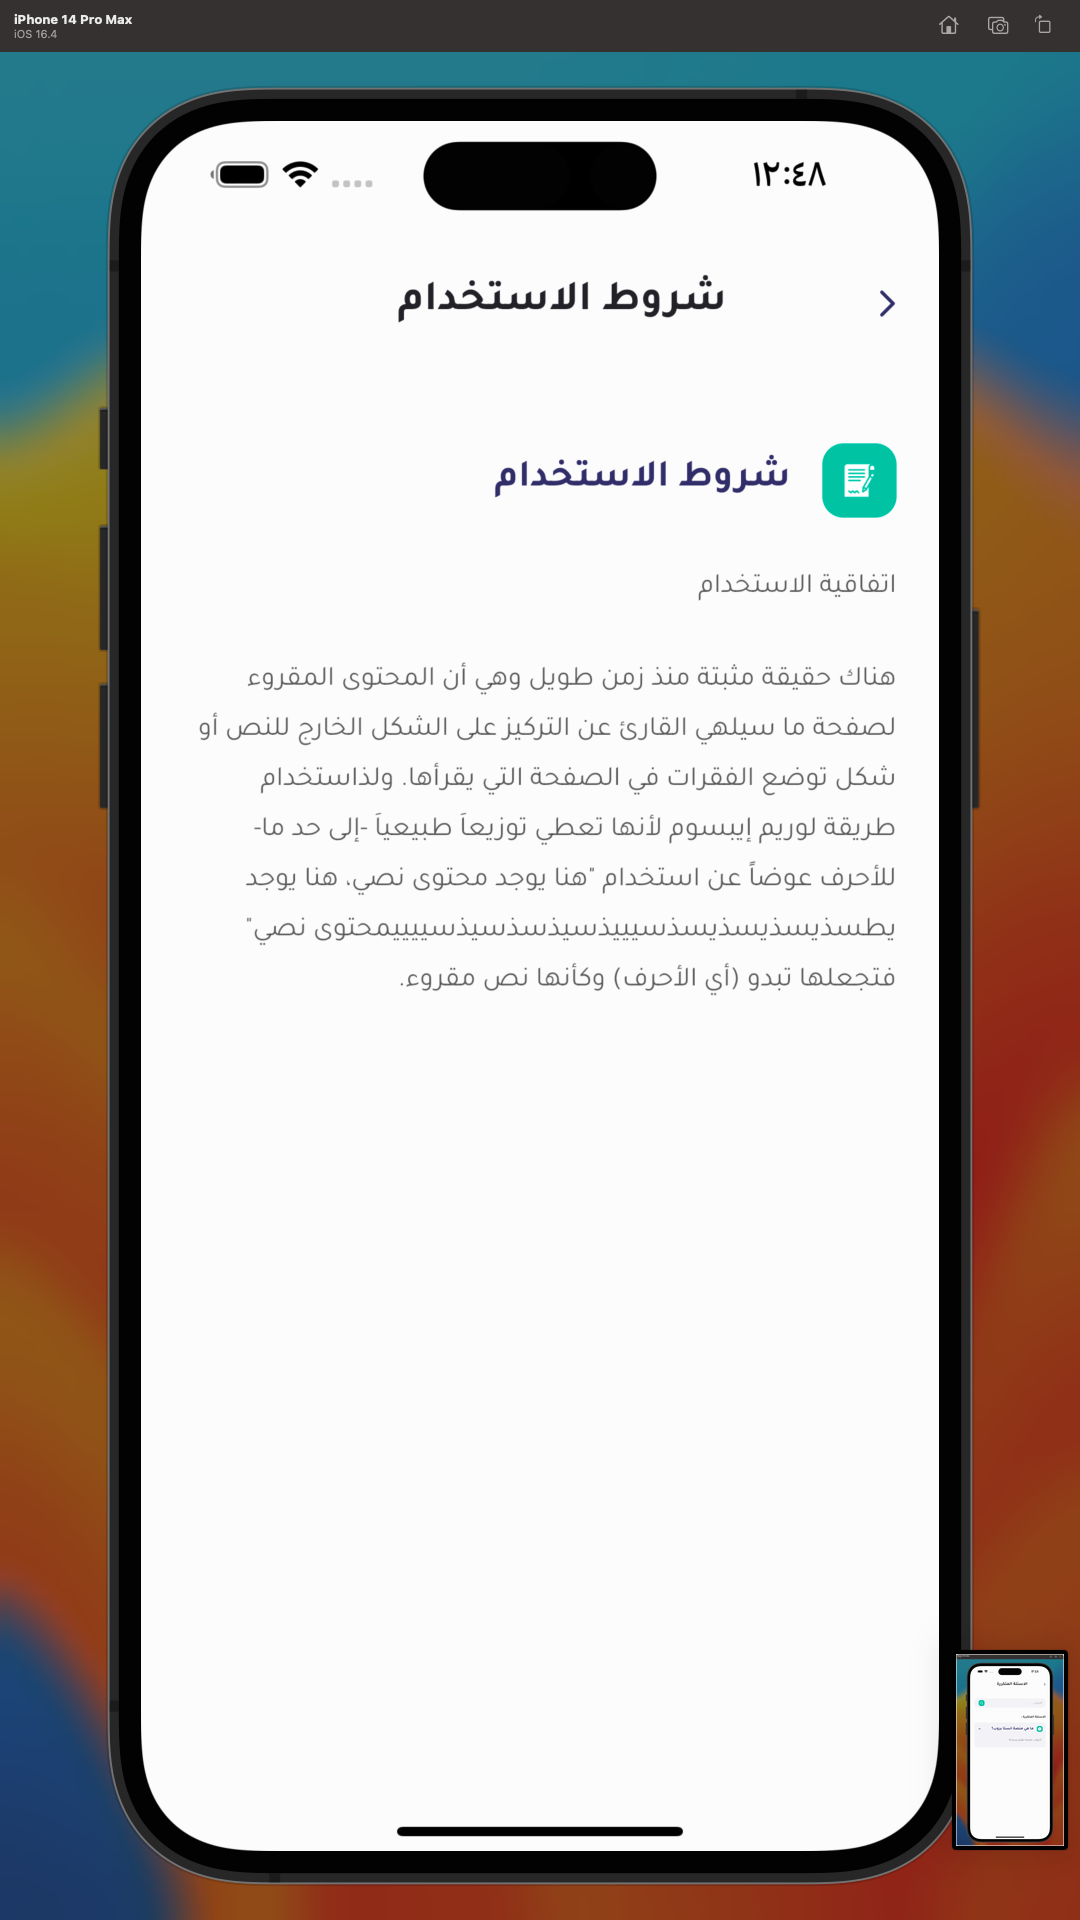 iPhone 14 Pro Max
iOS 16.4
١٢:٤٨
شروط الاستخدام
شروط الاستخدام
اتفاقية الاستخدام
هناك حقيقة مثبتة منذ زمن طويل وهي أن المحتوى المقروء
لصفحة ما سيلهي القارئ عن التركيز على الشكل الخارج للنص أو
شكل توضع الفقرات في الصفحة التي يقرأها. ولذاستخدام
طريقة لوريم إيبسوم لأنها تعطي توزيعاَ طبيعياَ -إلى حد ما-
للأحرف عوضاً عن استخدام "هنا يوجد محتوى نصي، هنا يوجد
يطسذيسذيسذيسذسيييذسيذسذسيذسييييمحتوى نصي"
فتجعلها تبدو (أي الأحرف) وكأنها نص مقروء.
الاسئلة المتكررة